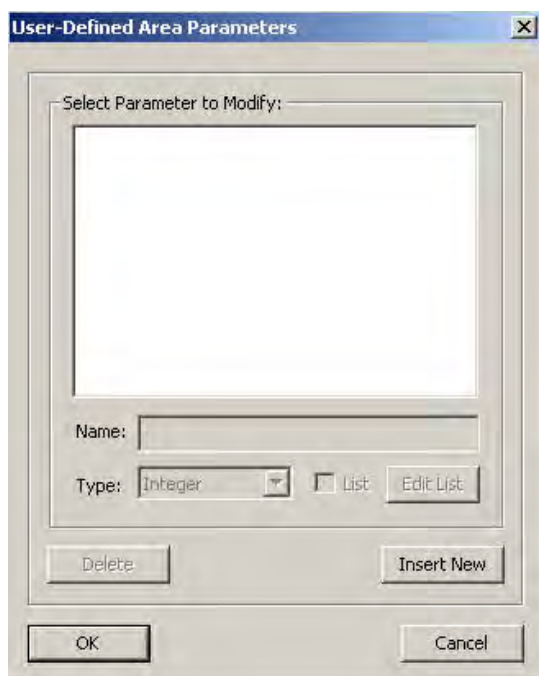 User-Defined Area Parameters
Select Parameter to Modify:
Name:
Type: Integer List Edit List
Delete Insert New
OK Cancel